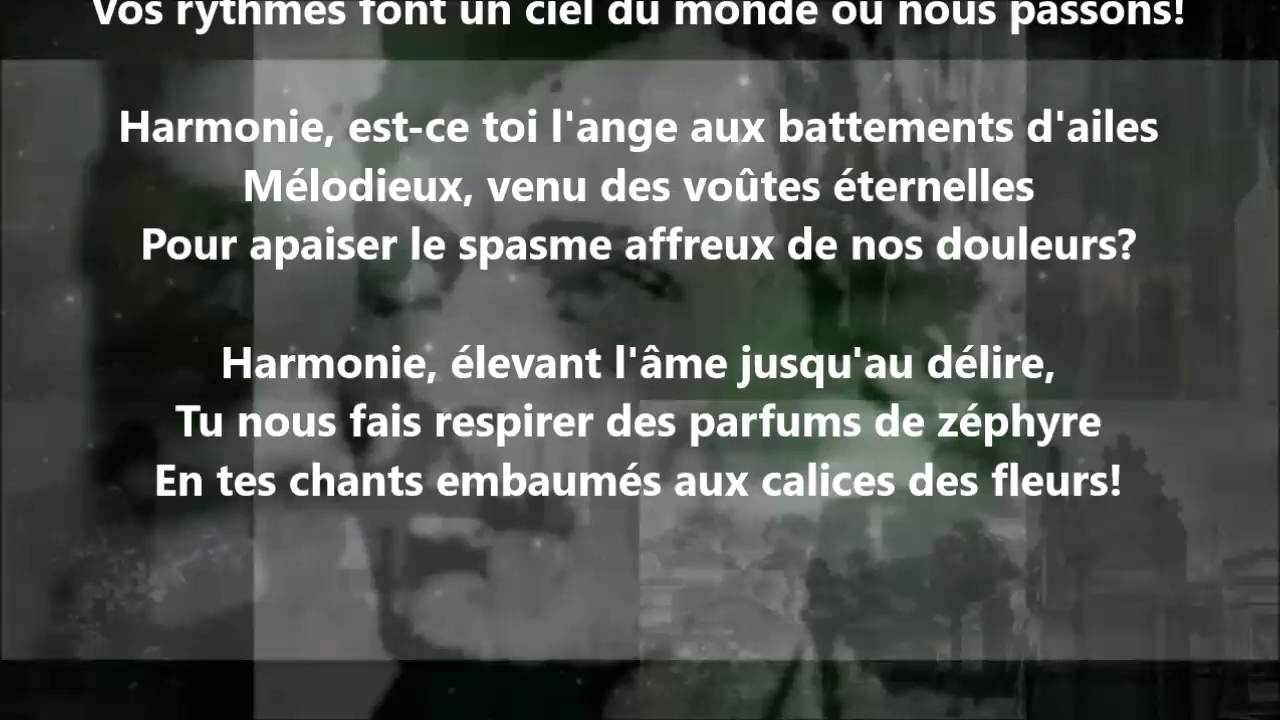 Vos rythmes font un ciel du monde où nous passons!
Harmonie, est-ce toi l'ange aux battements d'ailes
Mélodieux, venu des voûtes éternelles
Pour apaiser le spasme affreux de nos douleurs?
Harmonie, élevant l'âme jusqu'au délire,
Tu nous fais respirer des parfums de zéphyre
En tes chants embaumés aux calices des fleurs!